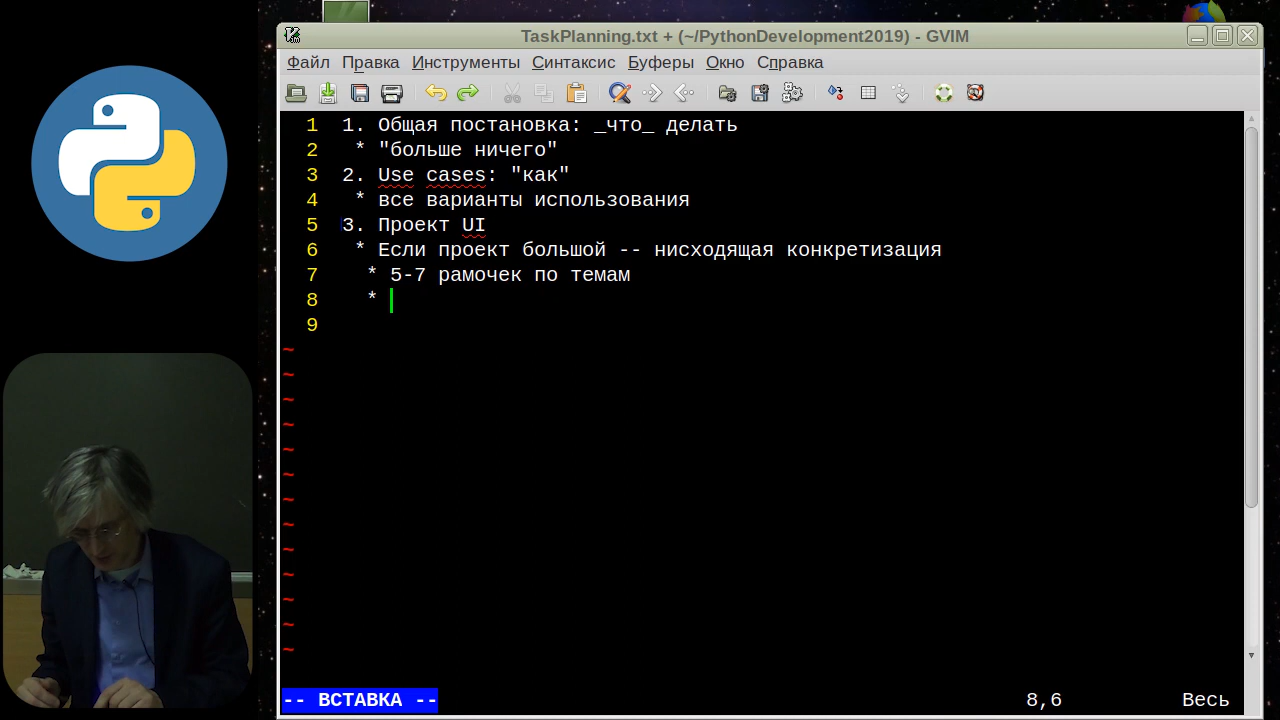 TaskPlanning.txt + (~/PythonDevelopment2019) - GVIM
Файл Правка Инструменты Синтаксис Буферы Окно Справка
1 1. Общая постановка: _что_ делать
2 * "больше ничего"
3 2. Use cases: "как"
4 * все варианты использования
5 3. Проект UI
6 * Если проект большой -- нисходящая конкретизация
7 * 5-7 рамочек по темам
8 *
9
~
~
~
~
~
~
~
~
~
~
~
~
~
-- ВСТАВКА -- 8,6 Весь